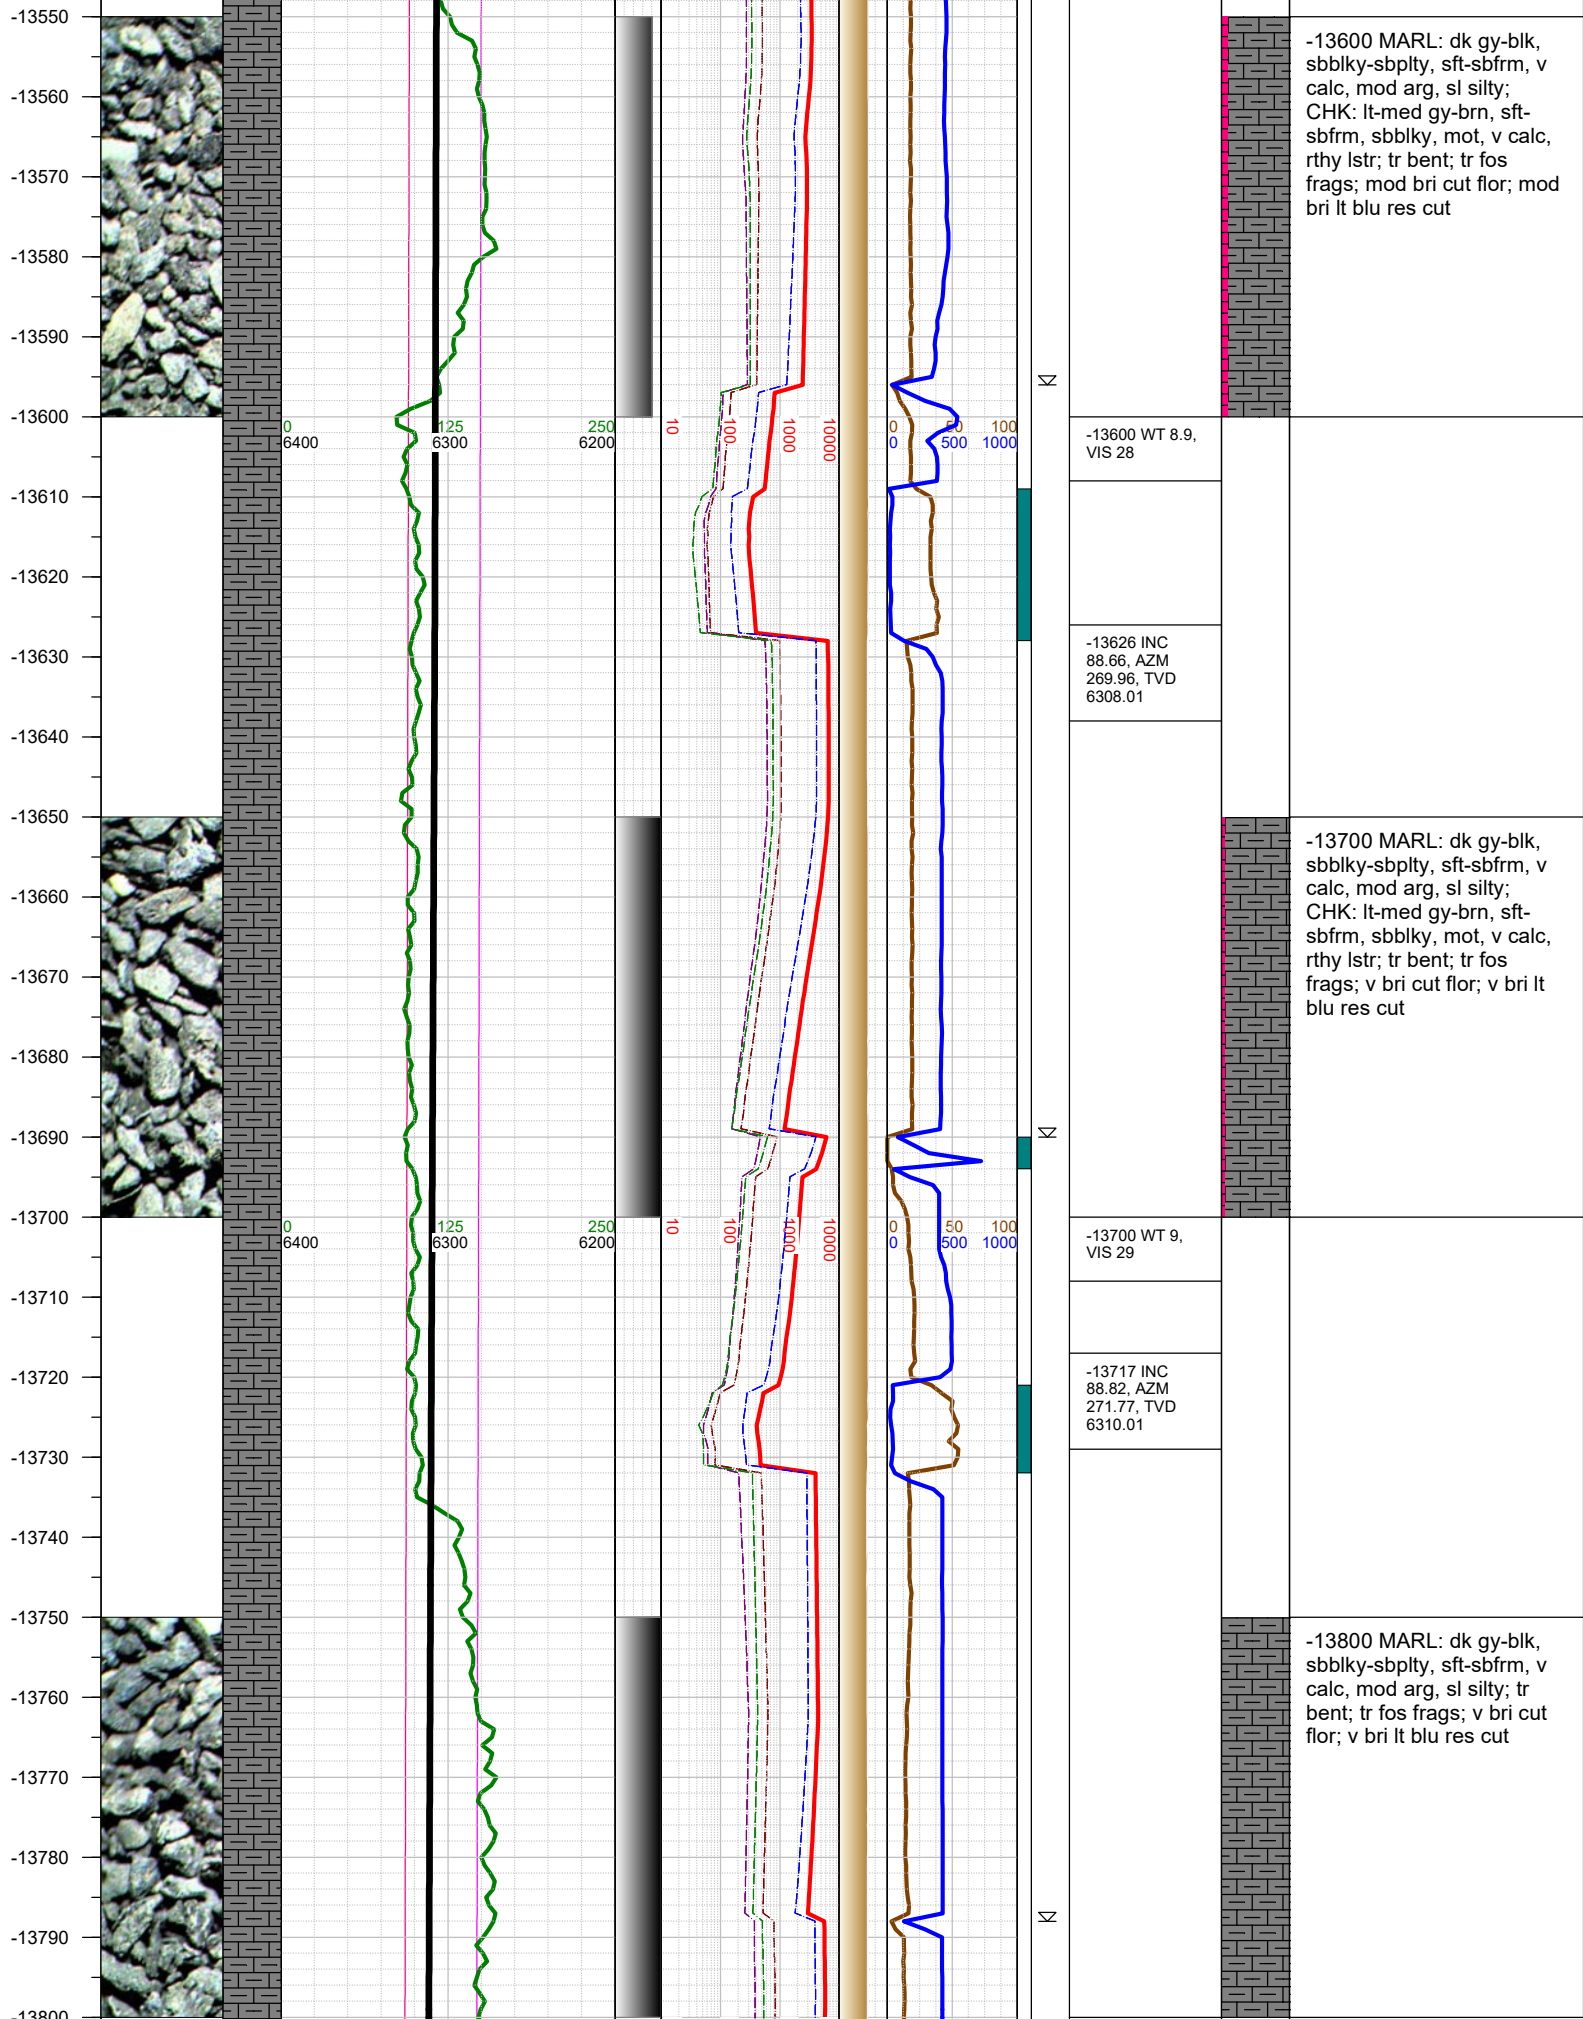 -13550
-13560
-13570
-13580
-13590
-13600
-13610
-13620
-13630
-13640
-13650
-13660
-13670
-13680
-13690
-13700
-13710
-13720
-13730
-13740
-13750
-13760
-13770
-13780
-13790
-13800
0 125 250
6400 6300 6200
10 100 1000 10000
0 50 100
0 500 1000
0 125 250
6400 6300 6200
10 100 1000 10000
0 50 100
0 500 1000
-13600 WT 8.9,
VIS 28
-13626 INC
88.66, AZM
269.96, TVD
6308.01
-13700 WT 9,
VIS 29
-13717 INC
88.82, AZM
271.77, TVD
6310.01
-13600 MARL: dk gy-blk,
sbblky-sbplty, sft-sbfrm, v
calc, mod arg, sl silty;
CHK: lt-med gy-brn, sft-
sbfrm, sbblky, mot, v calc,
rthy lstr; tr bent; tr fos
frags; mod bri cut flor; mod
bri lt blu res cut
-13700 MARL: dk gy-blk,
sbblky-sbplty, sft-sbfrm, v
calc, mod arg, sl silty;
CHK: lt-med gy-brn, sft-
sbfrm, sbblky, mot, v calc,
rthy lstr; tr bent; tr fos
frags; v bri cut flor; v bri lt
blu res cut
-13800 MARL: dk gy-blk,
sbblky-sbplty, sft-sbfrm, v
calc, mod arg, sl silty; tr
bent; tr fos frags; v bri cut
flor; v bri lt blu res cut